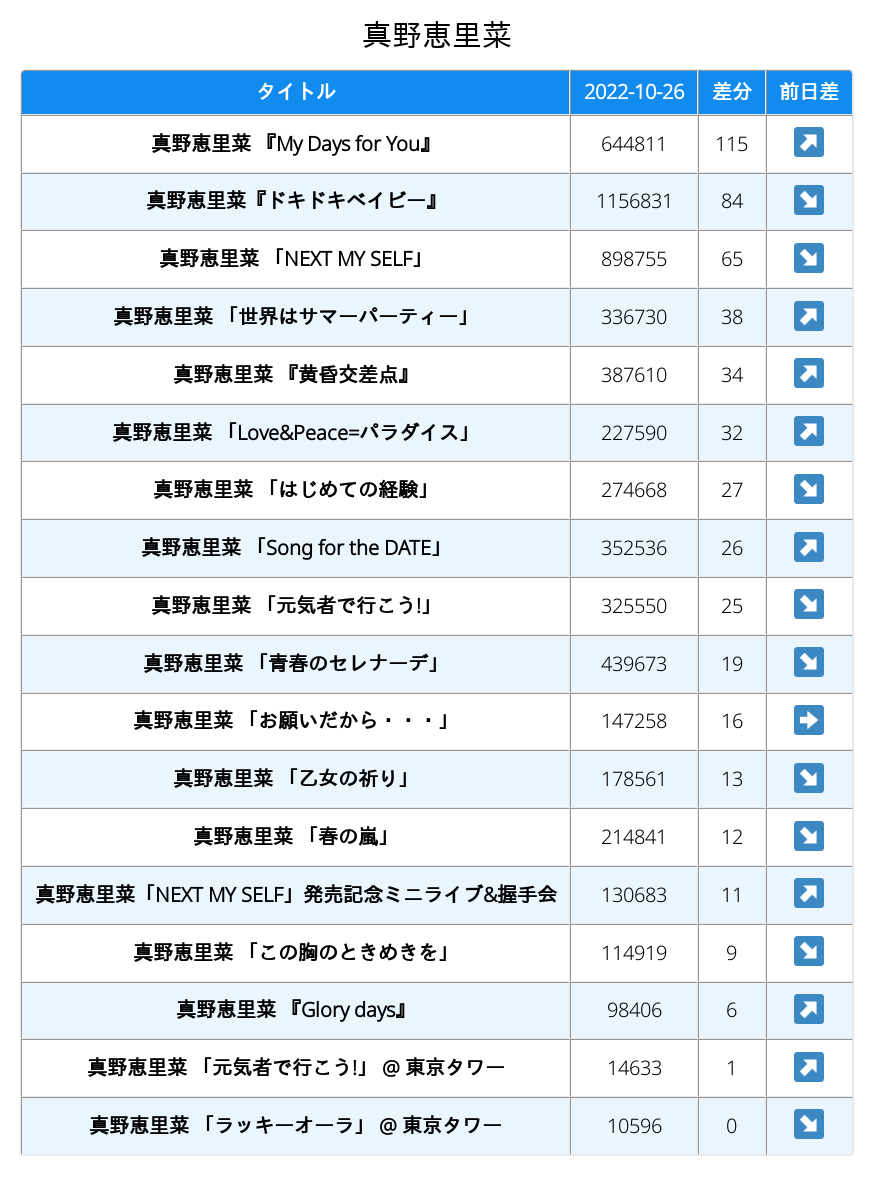 真野恵里菜
タイトル 2022-10-26 差分 前日差
真野恵里菜 『My Days for You』 644811 115 ↗
真野恵里菜『ドキドキベイビー』 1156831 84 ↘
真野恵里菜 「NEXT MY SELF」 898755 65 ↘
真野恵里菜 「世界はサマーパーティー」 336730 38 ↗
真野恵里菜 『黄昏交差点』 387610 34 ↗
真野恵里菜 「Love&Peace=パラダイス」 227590 32 ↗
真野恵里菜 「はじめての経験」 274668 27 ↘
真野恵里菜 「Song for the DATE」 352536 26 ↗
真野恵里菜 「元気者で行こう!」 325550 25 ↘
真野恵里菜 「青春のセレナーデ」 439673 19 ↘
真野恵里菜 「お願いだから・・・」 147258 16 ➡
真野恵里菜 「乙女の祈り」 178561 13 ↘
真野恵里菜 「春の嵐」 214841 12 ↘
真野恵里菜「NEXT MY SELF」発売記念ミニライブ&握手会 130683 11 ↗
真野恵里菜 「この胸のときめきを」 114919 9 ↘
真野恵里菜 『Glory days』 98406 6 ↗
真野恵里菜 「元気者で行こう!」 @ 東京タワー 14633 1 ↗
真野恵里菜 「ラッキーオーラ」 @ 東京タワー 10596 0 ↘